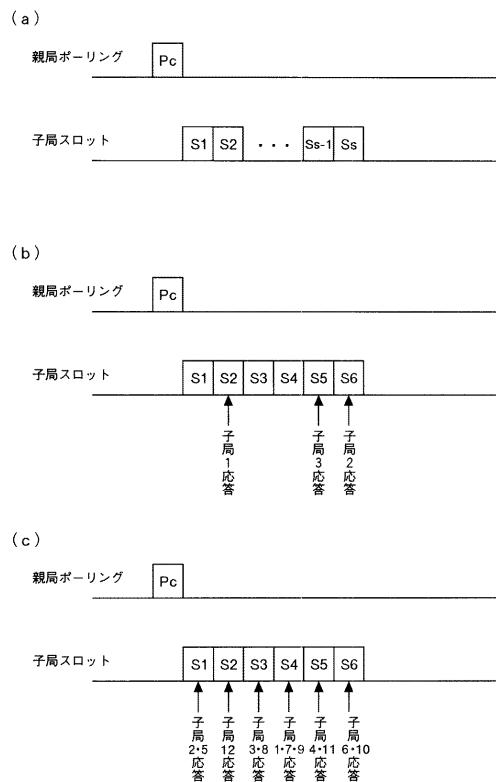 (a)
親局ポーリング
Pc
子局スロット
S1 S2 ・・・ Ss-1 Ss
(b)
親局ポーリング
Pc
子局スロット
S1 S2 S3 S4 S5 S6
子局1応答
子局3応答
子局2応答
(c)
親局ポーリング
Pc
子局スロット
S1 S2 S3 S4 S5 S6
子局2・5応答
子局12応答
子局3・8応答
子局1・7・9応答
子局4・11応答
子局6・10応答